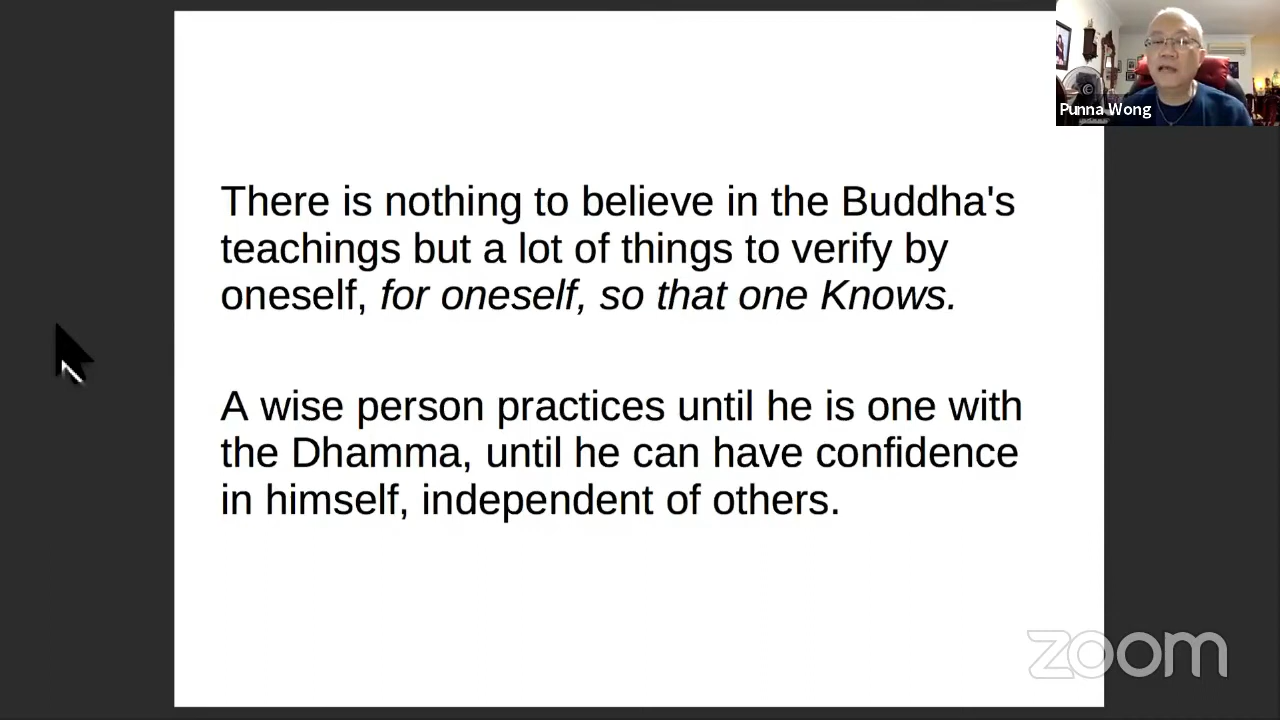 Punna Wong
There is nothing to believe in the Buddha's
teachings but a lot of things to verify by
oneself, for oneself, so that one Knows.
A wise person practices until he is one with
the Dhamma, until he can have confidence
in himself, independent of others.
zoom